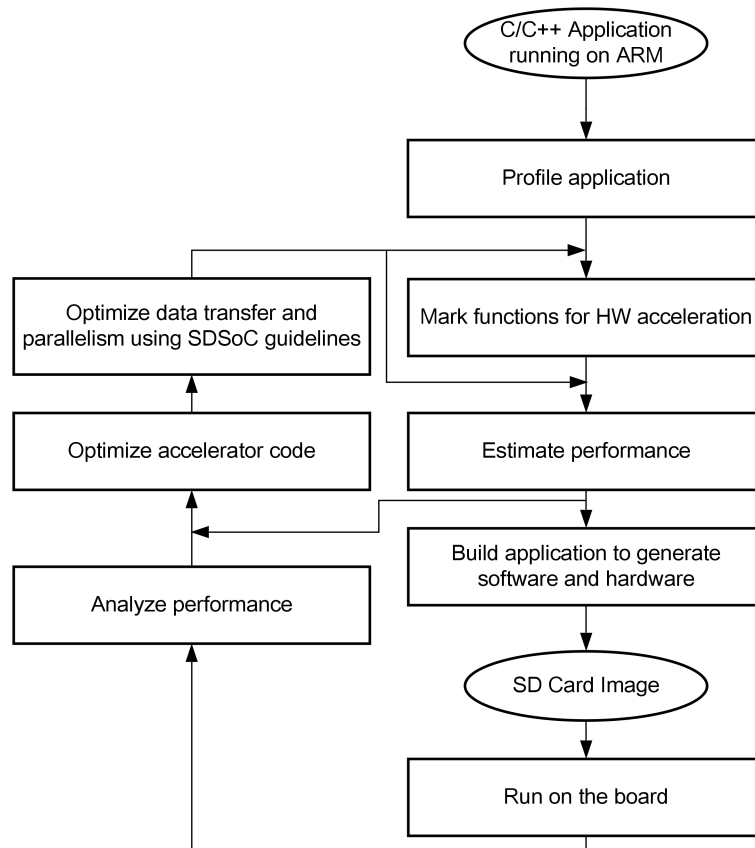 C/C++ Application
running on ARM
Profile application
Optimize data transfer and
parallelism using SDSoC guidelines
Mark functions for HW acceleration
Optimize accelerator code
Estimate performance
Build application to generate
software and hardware
Analyze performance
SD Card Image
Run on the board